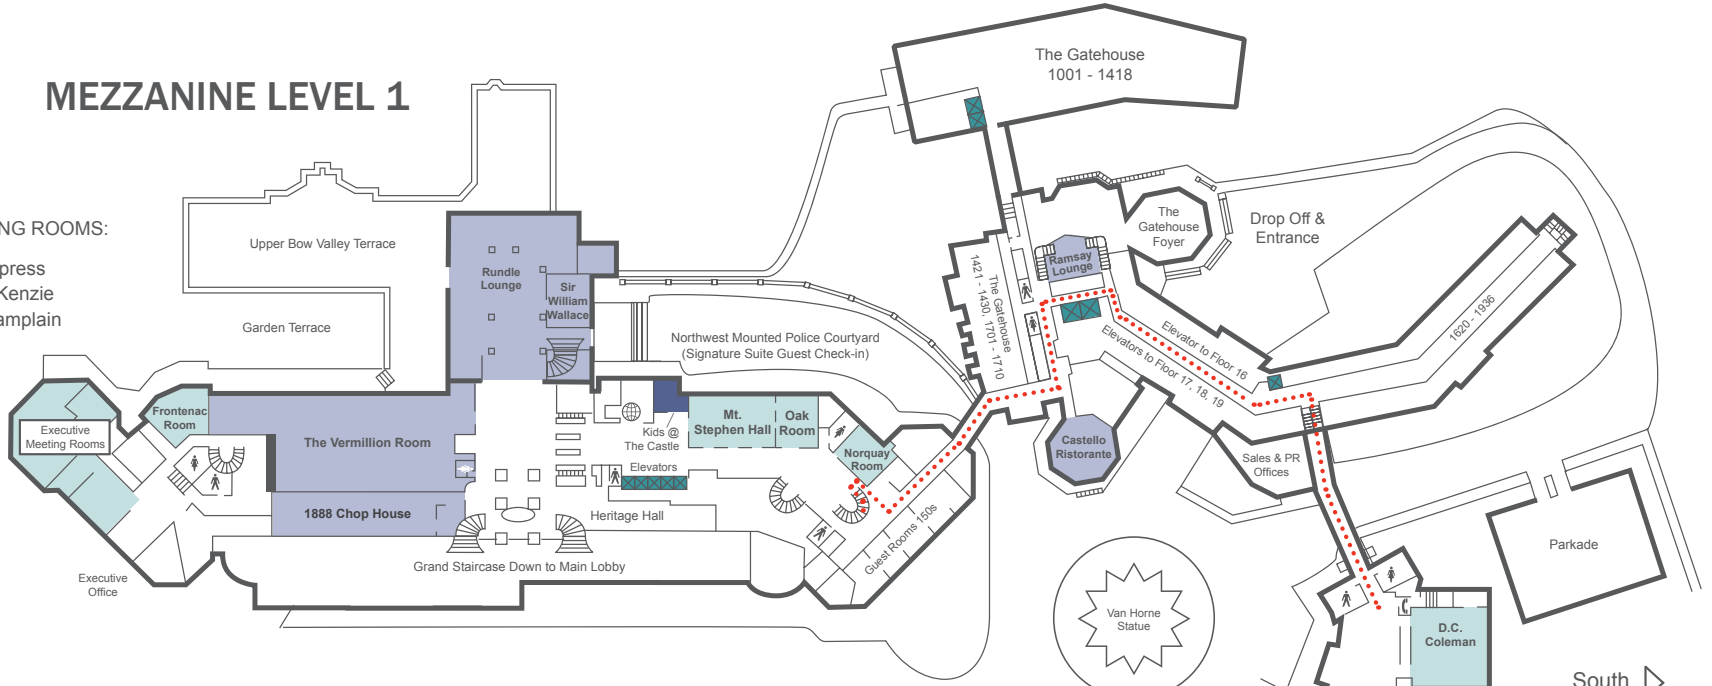 MEZZANINE LEVEL 1
NG ROOMS:
press
Kenzie
amplain
Upper Bow Valley Terrace
Garden Terrace
Rundle
Lounge
Sir
William
Wallace
Northwest Mounted Police Courtyard
(Signature Suite Guest Check-in)
Executive
Meeting Rooms
Frontenac
Room
The Vermillion Room
1888 Chop House
Executive
Office
Kids @
The Castle
Mt.
Stephen Hall
Oak
Room
Norquay
Room
Elevators
Heritage Hall
Grand Staircase Down to Main Lobby
Guest Rooms 150s
The Gatehouse
1001 - 1418
The Gatehouse
1421 - 1430, 1701 - 1710
Ramsay
Lounge
The
Gatehouse
Foyer
Drop Off &
Entrance
Elevator to Floor 16
Elevators to Floor 17, 18, 19
1620 - 1936
Castello
Ristorante
Sales & PR
Offices
Parkade
Van Horne
Statue
D.C.
Coleman
South